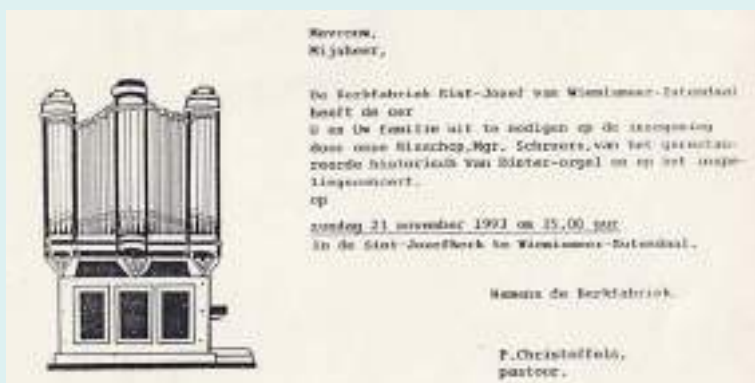 Mevrouw,
Mijnheer,
De Kerkfabriek Sint-Jozef van Wiemismeer-Zutendaal
heeft de eer
U en Uw familie uit te nodigen op de inzegening
door onze Bisschop, Mgr. Schreurs, van het gerestau-
reerde historisch Van Dinter-orgel en op het inspe-
lingsconcert.
op
zondag 21 november 1993 om 15.00 uur
in de Sint-Jozefkerk te Wiemismeer-Zutendaal.
Namens de Kerkfabriek.
P.Christoffels,
pastoor.